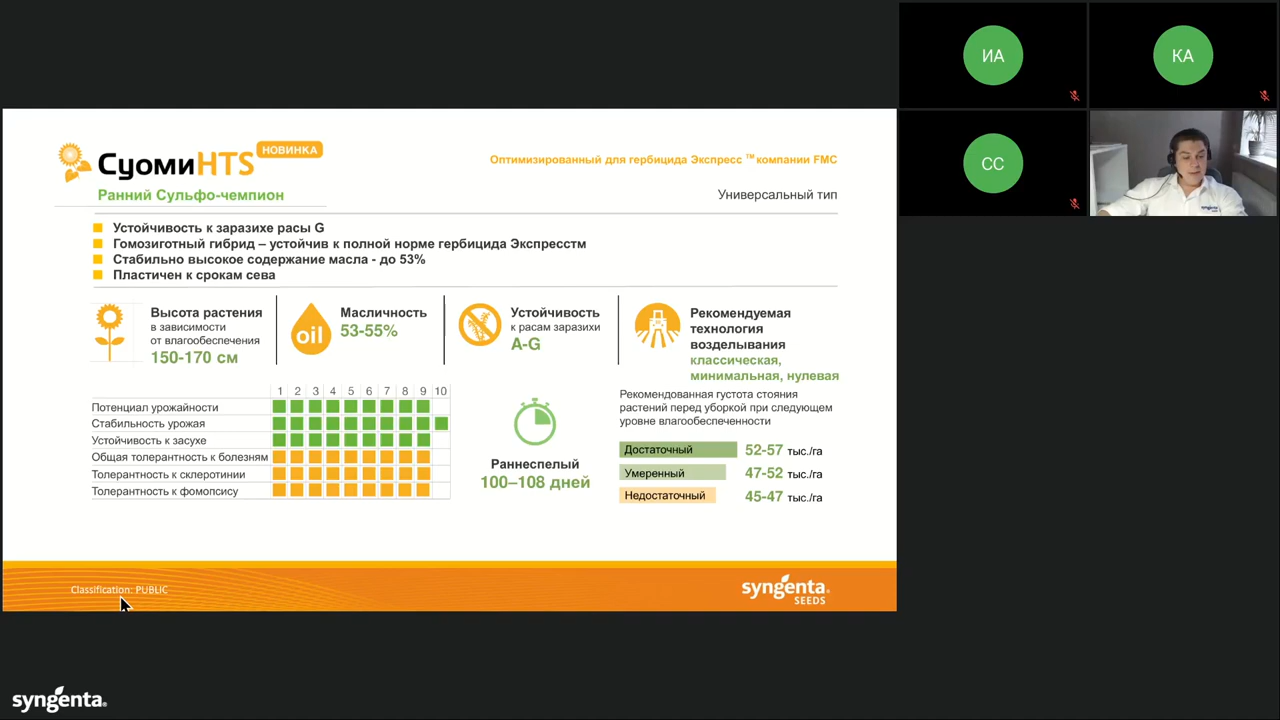 СуомиHTS
НОВИНКА
Ранний Сульфо-чемпион
Оптимизированный для гербицида Экспресс ™ компании FMC
Универсальный тип
Устойчивость к заразихе расы G
Гомозиготный гибрид – устойчив к полной норме гербицида Экспресстм
Стабильно высокое содержание масла - до 53%
Пластичен к срокам сева
Высота растения
в зависимости
от влагообеспечения
150-170 см
oil
Масличность
53-55%
Устойчивость
к расам заразихи
A-G
Рекомендуемая
технология
возделывания
классическая,
минимальная, нулевая
1 2 3 4 5 6 7 8 9 10
Потенциал урожайности
Стабильность урожая
Устойчивость к засухе
Общая толерантность к болезням
Толерантность к склеротинии
Толерантность к фомопсису
Раннеспелый
100–108 дней
Рекомендованная густота стояния
растений перед уборкой при следующем
уровне влагообеспеченности
Достаточный 52-57 тыс./га
Умеренный 47-52 тыс./га
Недостаточный 45-47 тыс./га
Classification: PUBLIC
syngenta
SEEDS
ИА
КА
СС
syngenta